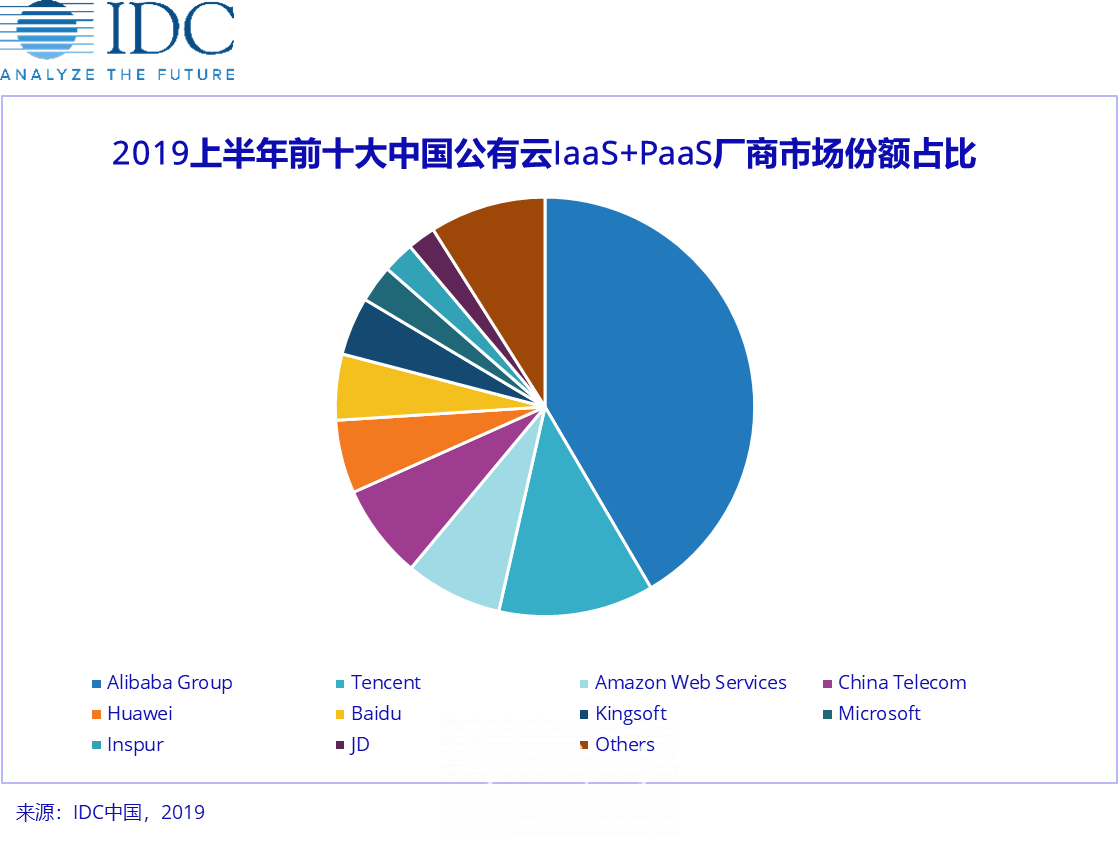 IDC
ANALYZE THE FUTURE
2019上半年前十大中国公有云IaaS+PaaS厂商市场份额占比
Alibaba Group
Tencent
Amazon Web Services
China Telecom
Huawei
Baidu
Kingsoft
Microsoft
Inspur
JD
Others
来源：IDC中国，2019